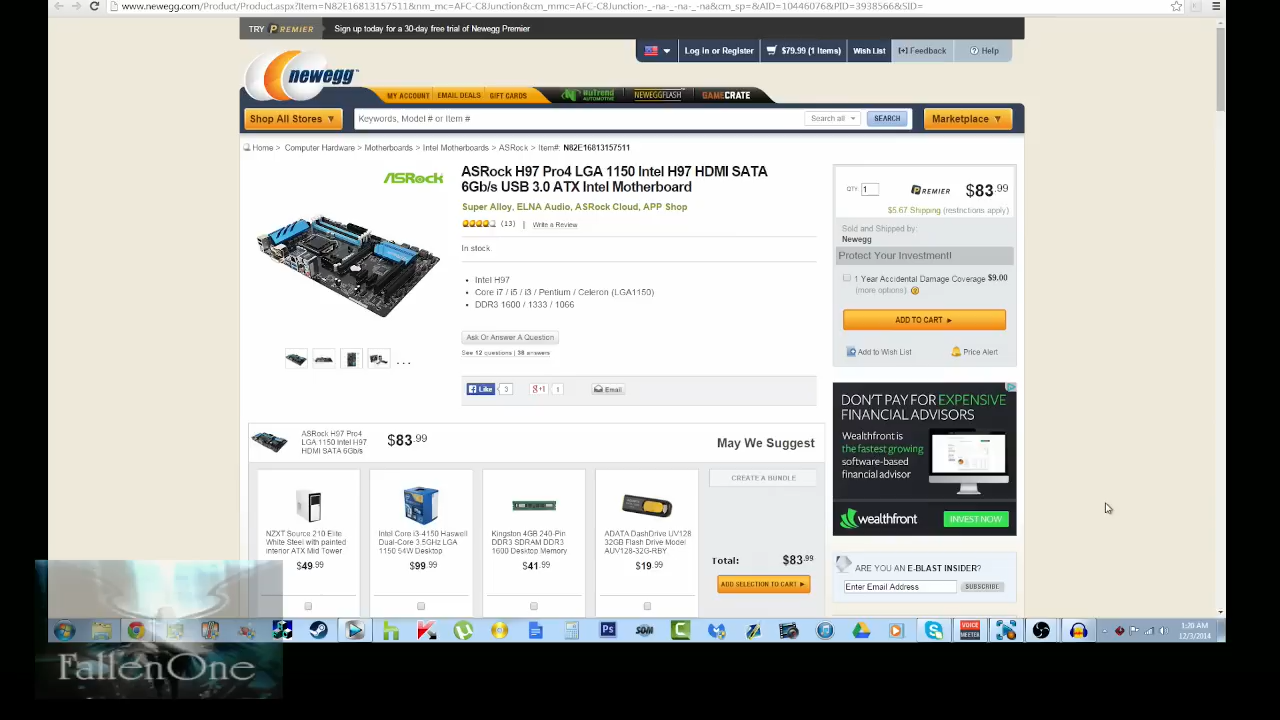 www.newegg.com/Product/Product.aspx?Item=N82E16813157511&nm_mc=AFC-C8Junction&cm_mmc=AFC-C8Junction-_-na-_-na-_-na&cm_sp=&AID=10446076&PID=3938566&SID=
TRY PREMIER Sign up today for a 30-day free trial of Newegg Premier
Log in or Register $79.99 (1 Items) Wish List [+] Feedback Help
newegg
MY ACCOUNT EMAIL DEALS GIFT CARDS NUTREND AUTOMOTIVE NEWEGGFLASH GAMECRATE
Shop All Stores Keywords, Model # or Item # Search all SEARCH Marketplace
Home > Computer Hardware > Motherboards > Intel Motherboards > ASRock > Item#: N82E16813157511
ASRock
ASRock H97 Pro4 LGA 1150 Intel H97 HDMI SATA
6Gb/s USB 3.0 ATX Intel Motherboard
Super Alloy, ELNA Audio, ASRock Cloud, APP Shop
(13) | Write a Review
In stock.
Intel H97
Core i7 / i5 / i3 / Pentium / Celeron (LGA1150)
DDR3 1600 / 1333 / 1066
Ask Or Answer A Question
See 12 questions | 38 answers
Like 3 g+1 1 Email
QTY: 1 PREMIER $83.99
$5.67 Shipping (restrictions apply)
Sold and Shipped by:
Newegg
Protect Your Investment!
1 Year Accidental Damage Coverage $9.00
(more options)
ADD TO CART
Add to Wish List Price Alert
DON'T PAY FOR EXPENSIVE
FINANCIAL ADVISORS
Wealthfront is
the fastest growing
software-based
financial advisor
wealthfront INVEST NOW
ARE YOU AN E-BLAST INSIDER?
Enter Email Address SUBSCRIBE
ASRock H97 Pro4
LGA 1150 Intel H97
HDMI SATA 6Gb/s
$83.99
May We Suggest
NZXT Source 210 Elite
White Steel with painted
interior ATX Mid Tower
$49.99
Intel Core i3-4150 Haswell
Dual-Core 3.5GHz LGA
1150 54W Desktop
$99.99
Kingston 4GB 240-Pin
DDR3 SDRAM DDR3
1600 Desktop Memory
$41.99
ADATA DashDrive UV128
32GB Flash Drive Model
AUV128-32G-RBY
$19.99
CREATE A BUNDLE
Total: $83.99
ADD SELECTION TO CART
Ps
SDM
VOICE
MEETER
1:20 AM
12/3/2014
FallenOne